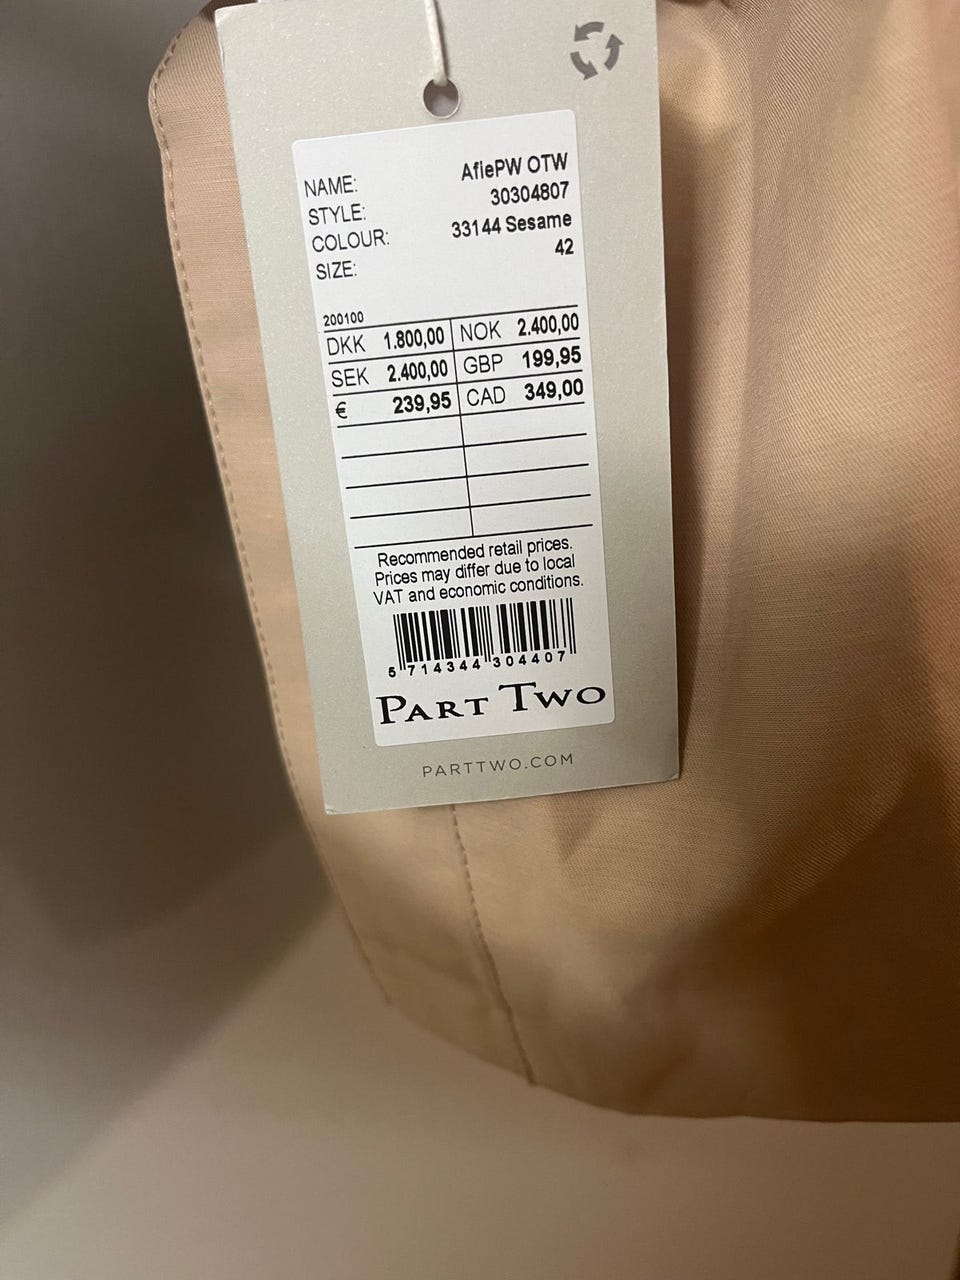 NAME: AfiePW OTW
STYLE: 30304807
COLOUR: 33144 Sesame
SIZE: 42
200100
DKK 1.800,00 NOK 2.400,00
SEK 2.400,00 GBP 199,95
€ 239,95 CAD 349,00
Recommended retail prices.
Prices may differ due to local
VAT and economic conditions.
5 714344 304407
PART TWO
PARTTWO.COM